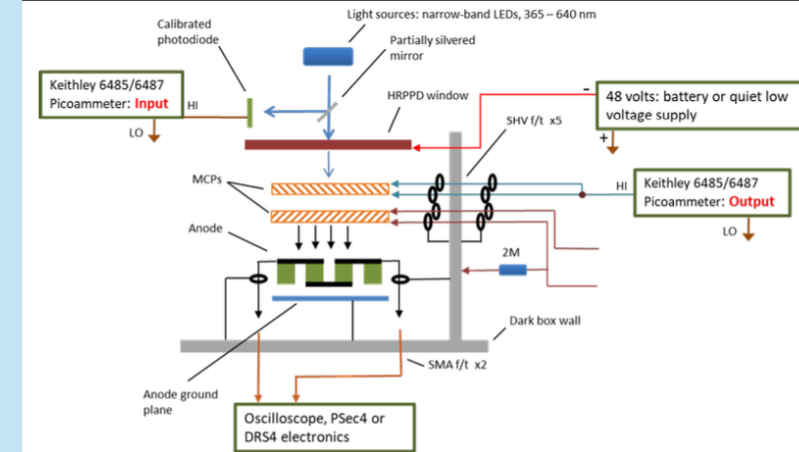 Light sources: narrow-band LEDs, 365 – 640 nm
Calibrated
photodiode
Partially silvered
mirror
Keithley 6485/6487
Picoammeter: Input
HI
LO
HRPPD window
-
48 volts: battery or quiet low
voltage supply
+
SHV f/t x5
MCPs
HI
Keithley 6485/6487
Picoammeter: Output
LO
Anode
2M
Dark box wall
SMA f/t x2
Anode ground
plane
Oscilloscope, PSec4 or
DRS4 electronics